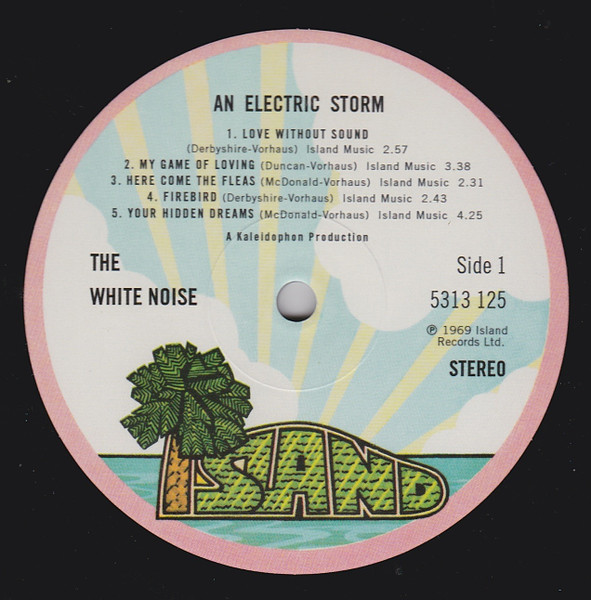 AN ELECTRIC STORM
1. LOVE WITHOUT SOUND
(Derbyshire-Vorhaus) Island Music 2.57
2. MY GAME OF LOVING (Duncan-Vorhaus) Island Music 3.38
3. HERE COME THE FLEAS (McDonald-Vorhaus) Island Music 2.31
4. FIREBIRD (Derbyshire-Vorhaus) Island Music 2.43
5. YOUR HIDDEN DREAMS (McDonald-Vorhaus) Island Music 4.25
A Kaleidophon Production
THE
WHITE NOISE
Side 1
5313 125
℗ 1969 Island
Records Ltd.
STEREO
ISLAND